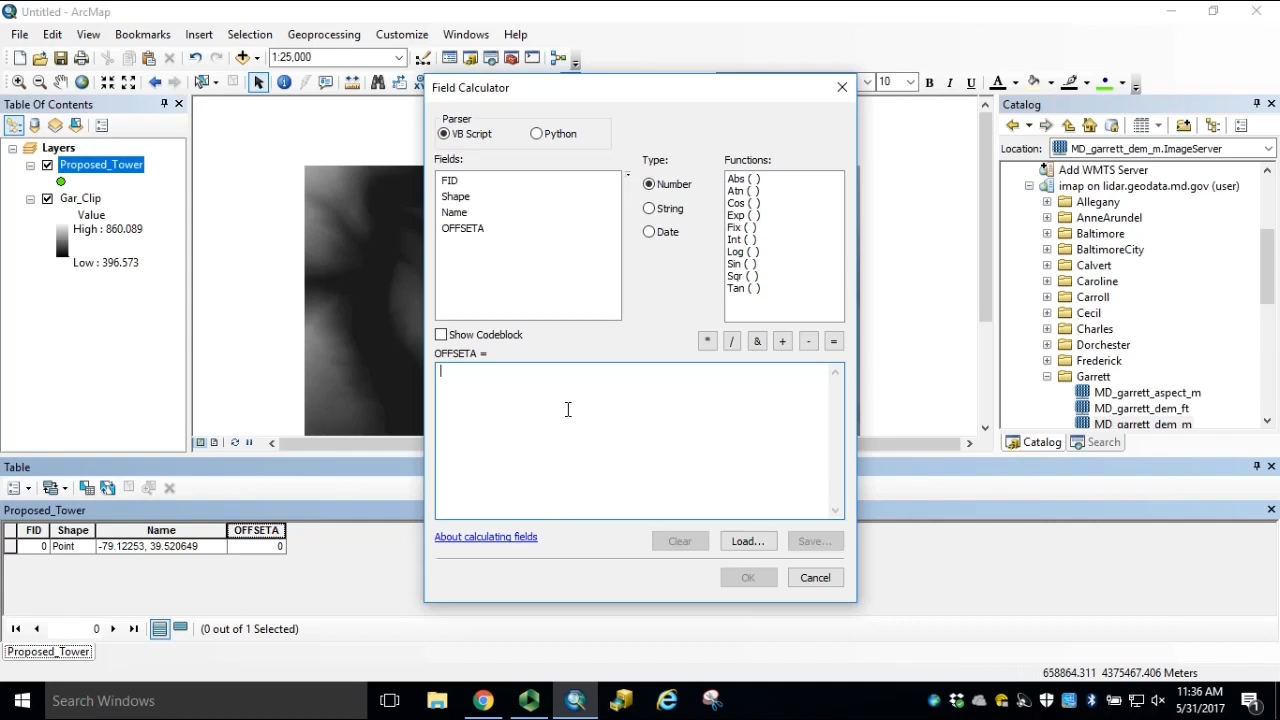 Untitled - ArcMap
File Edit View Bookmarks Insert Selection Geoprocessing Customize Windows Help
1:25,000
10 B I U A
Table Of Contents
Layers
Proposed_Tower
Gar_Clip
Value
High : 860.089
Low : 396.573
Field Calculator
Parser
VB Script Python
Fields:
FID
Shape
Name
OFFSETA
Type:
Number
String
Date
Functions:
Abs ( )
Atn ( )
Cos ( )
Exp ( )
Fix ( )
Int ( )
Log ( )
Sin ( )
Sqr ( )
Tan ( )
Show Codeblock
* / & + - =
OFFSETA =
About calculating fields
Clear Load... Save...
OK Cancel
Catalog
Location: MD_garrett_dem_m.ImageServer
Add WMTS Server
imap on lidar.geodata.md.gov (user)
Allegany
AnneArundel
Baltimore
BaltimoreCity
Calvert
Caroline
Carroll
Cecil
Charles
Dorchester
Frederick
Garrett
MD_garrett_aspect_m
MD_garrett_dem_ft
MD_garrett_dem_m
Catalog Search
Table
Proposed_Tower
FID Shape Name OFFSETA
0 Point -79.12253, 39.520649 0
0 (0 out of 1 Selected)
Proposed_Tower
658864.311 4375467.406 Meters
Search Windows
11:36 AM
5/31/2017
1